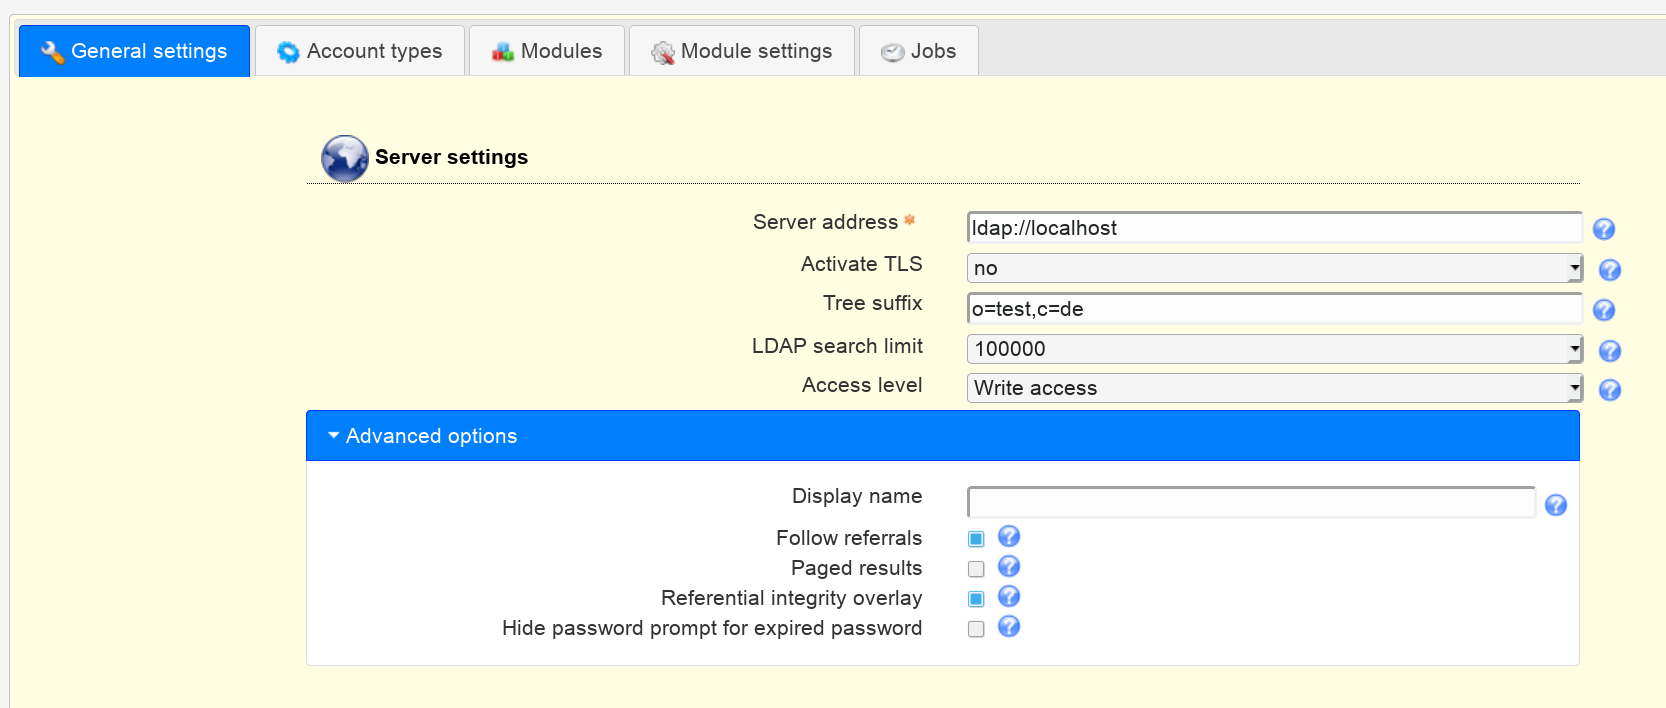 General settings Account types Modules Module settings Jobs
Server settings
Server address ldap://localhost
Activate TLS no
Tree suffix o=test,c=de
LDAP search limit 100000
Access level Write access
Advanced options
Display name
Follow referrals
Paged results
Referential integrity overlay
Hide password prompt for expired password